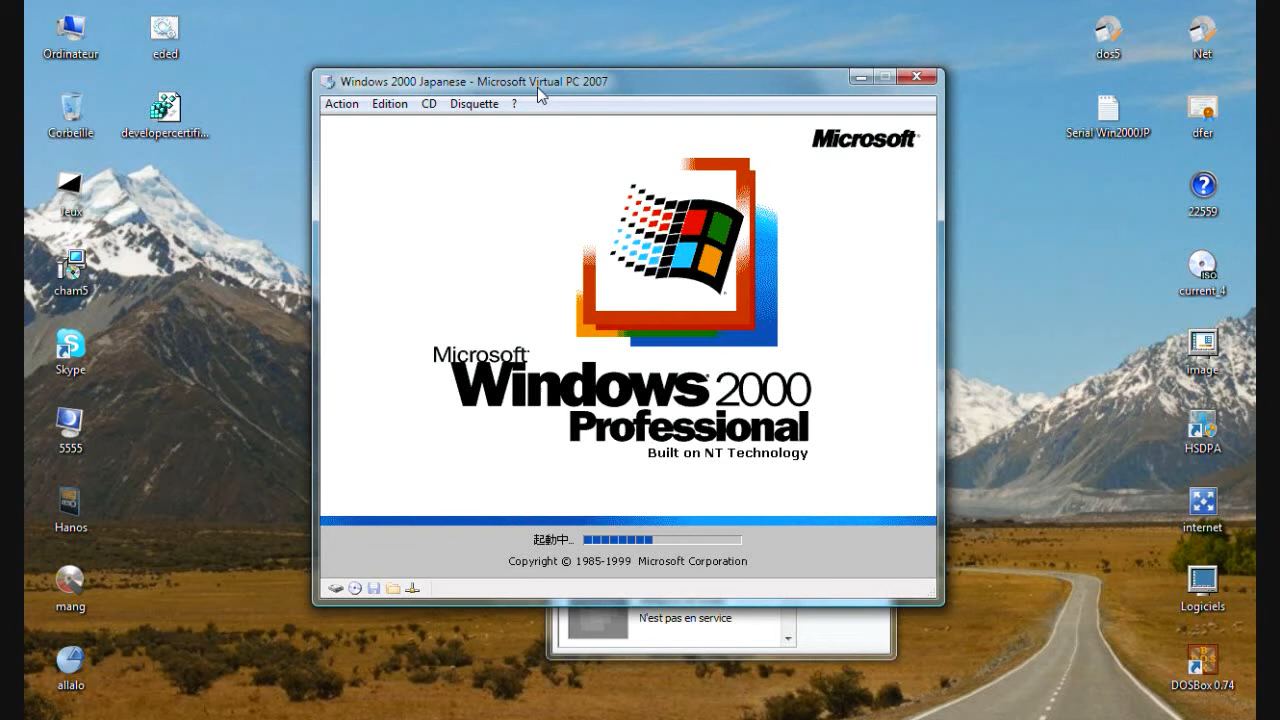 Ordinateur
eded
dos5
Net
Windows 2000 Japanese - Microsoft Virtual PC 2007
Action Edition CD Disquette ?
Corbeille
developercertifi...
Serial Win2000JP
dfer
Microsoft
Jeux
22559
cham5
ISO
current_4
Skype
image
Microsoft
Windows 2000
Professional
Built on NT Technology
5555
HSDPA
Hanos
internet
起動中...
Copyright © 1985-1999 Microsoft Corporation
mang
Logiciels
N'est pas en service
allalo
DOSBox 0.74